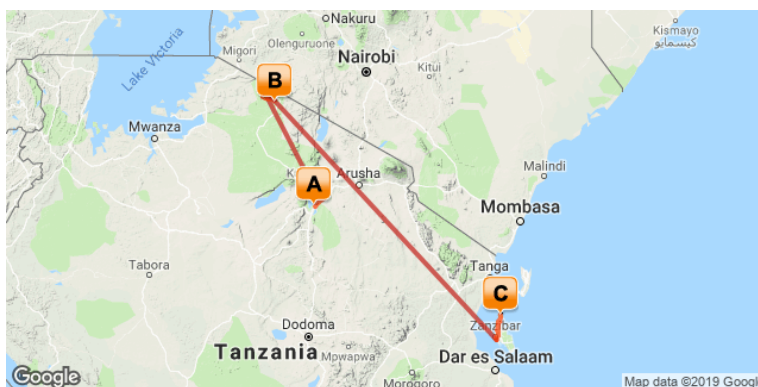 Nakuru
Olenguruone
Migori
Nairobi
Kitui
Kismayo
كيسمايو
Lake Victoria
B
Mwanza
A
Arusha
Malindi
Mombasa
Tabora
Tanga
C
Zanzibar
Dodoma
Tanzania
Mpwapwa
Dar es Salaam
Morogoro
Google
Map data ©2019 Googl